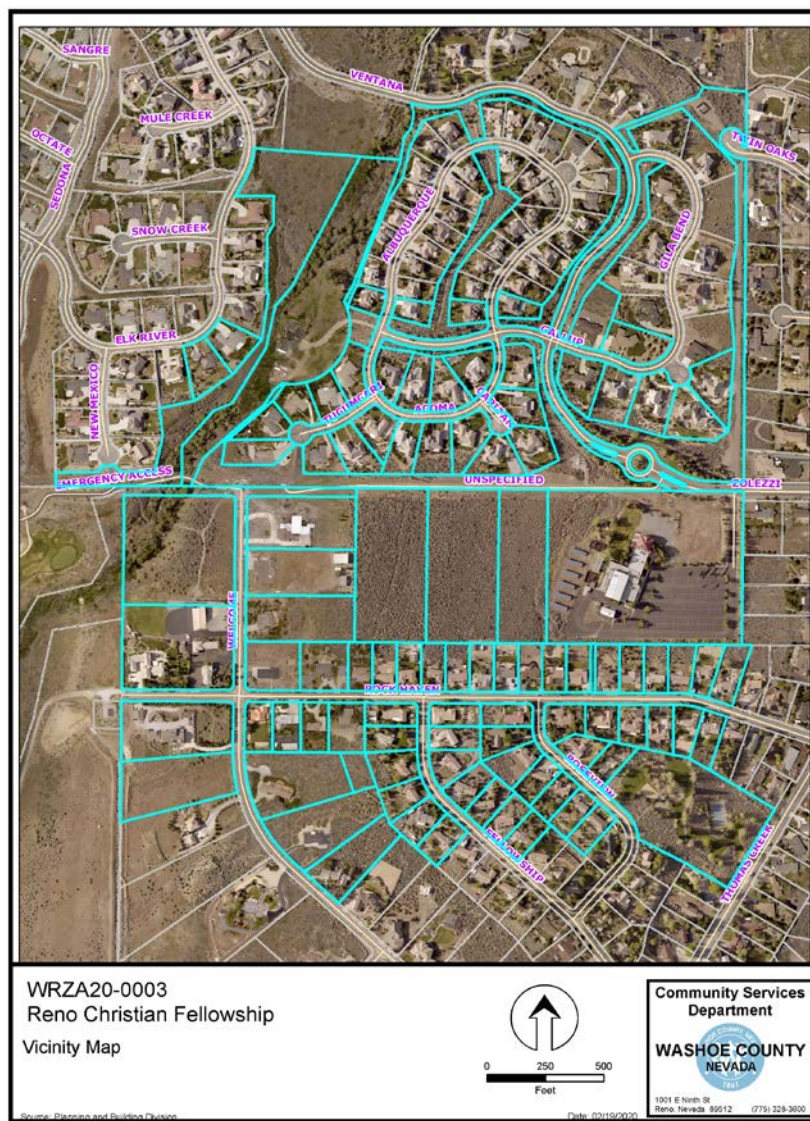 SANGRE
VENTANA
MULE CREEK
OCTATE
TWIN OAKS
SEDONA
ALBUQUERQUE
SNOW CREEK
GILA BEND
ELK RIVER
GALLUP
NEW MEXICO
ACOMA
EMERGENCY ACCESS
UNSPECIFIED
ZOLEZZI
WELCOME
ROCK HAVEN
FELLOWSHIP
THOMAS CREEK
WRZA20-0003
Reno Christian Fellowship
Vicinity Map
0 250 500
Feet
Community Services
Department
WASHOE COUNTY
NEVADA
1861
1001 E Ninth St
Reno, Nevada 89512 (775) 328-3600
Source: Planning and Building Division
Date: 02/19/2020